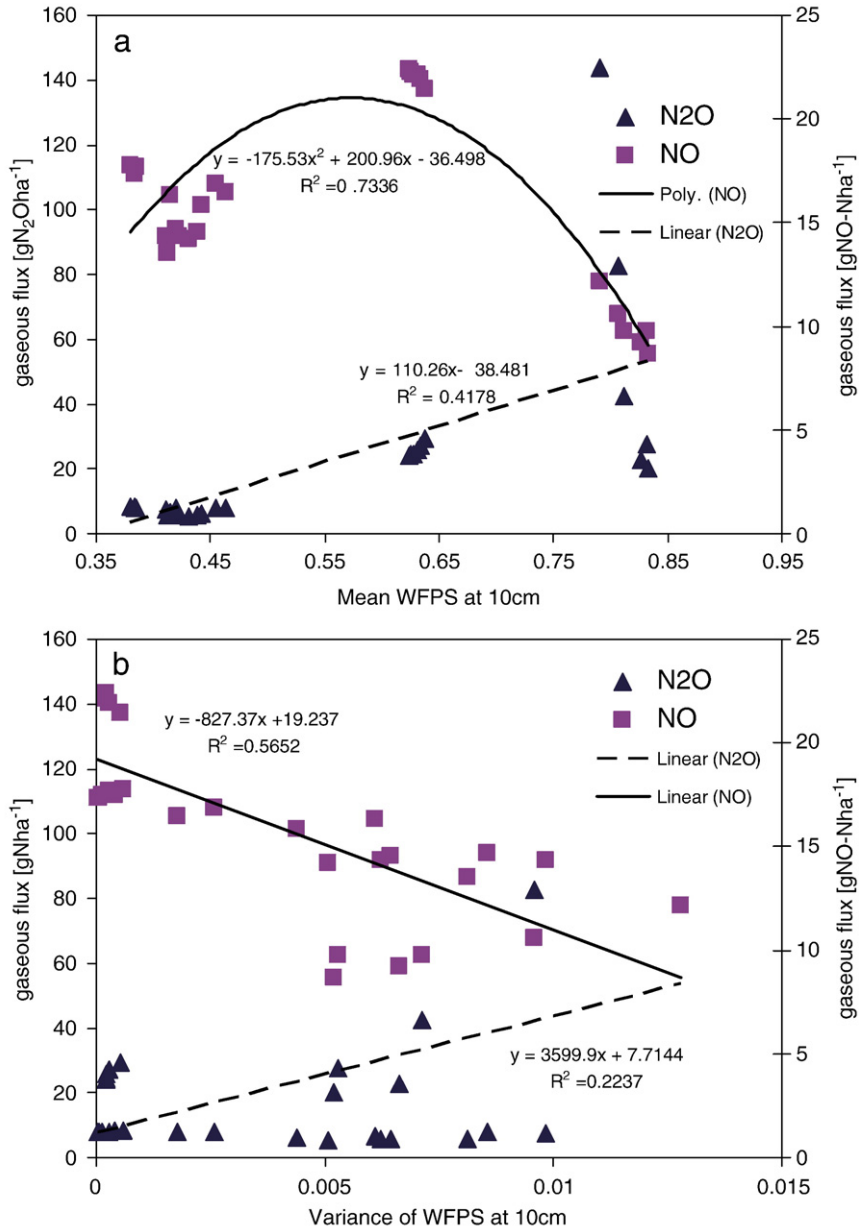 a
160
140
120
100
80
60
40
20
0
gaseous flux [gN₂Oha⁻¹]
25
20
15
10
5
0
gaseous flux [gNO-Nha⁻¹]
N2O
NO
Poly. (NO)
Linear (N2O)
y = -175.53x² + 200.96x - 36.498
R² =0 .7336
y = 110.26x- 38.481
R² = 0.4178
0.35 0.45 0.55 0.65 0.75 0.85 0.95
Mean WFPS at 10cm
b
160
140
120
100
80
60
40
20
0
gaseous flux [gNha⁻¹]
25
20
15
10
5
0
gaseous flux [gNO-Nha⁻¹]
N2O
NO
Linear (N2O)
Linear (NO)
y = -827.37x +19.237
R² =0.5652
y = 3599.9x + 7.7144
R² =0.2237
0 0.005 0.01 0.015
Variance of WFPS at 10cm